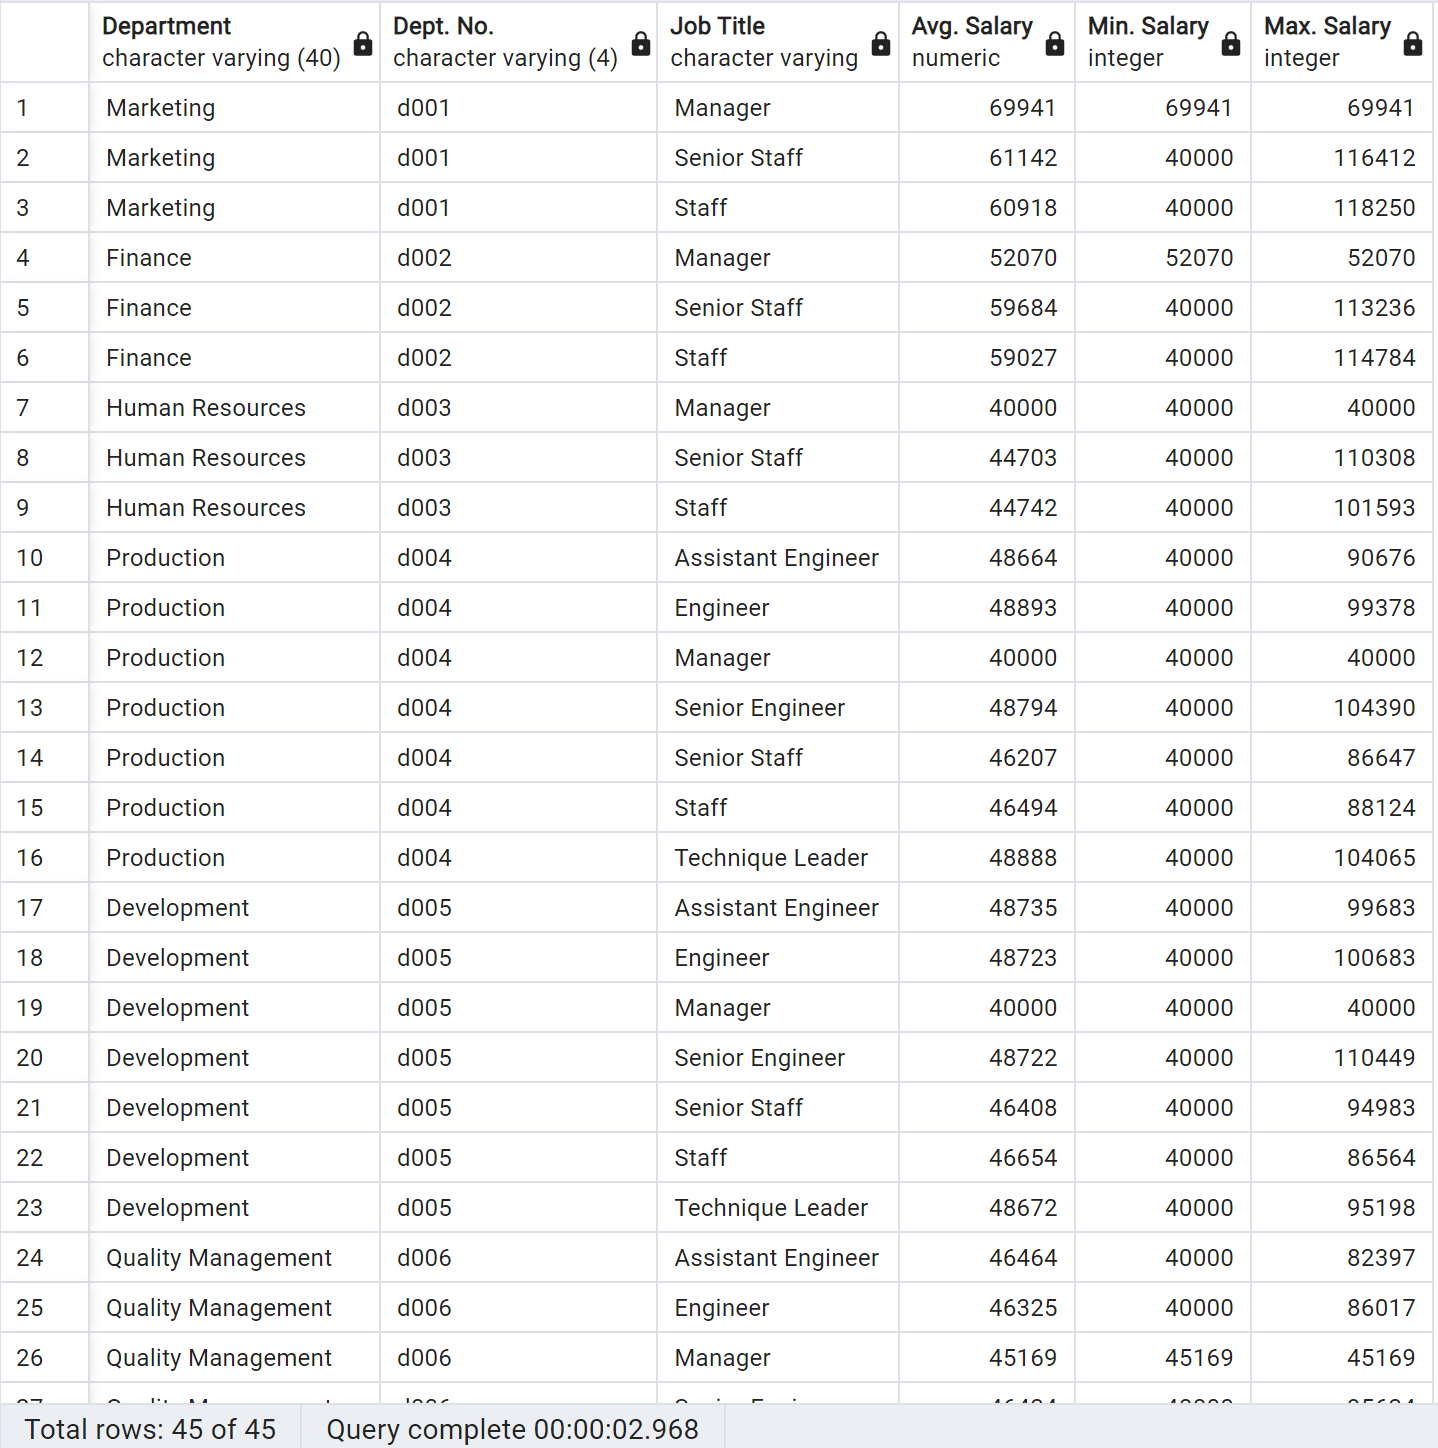 Department Dept. No. Job Title Avg. Salary Min. Salary Max. Salary
character varying (40) character varying (4) character varying numeric integer integer
1 Marketing d001 Manager 69941 69941 69941
2 Marketing d001 Senior Staff 61142 40000 116412
3 Marketing d001 Staff 60918 40000 118250
4 Finance d002 Manager 52070 52070 52070
5 Finance d002 Senior Staff 59684 40000 113236
6 Finance d002 Staff 59027 40000 114784
7 Human Resources d003 Manager 40000 40000 40000
8 Human Resources d003 Senior Staff 44703 40000 110308
9 Human Resources d003 Staff 44742 40000 101593
10 Production d004 Assistant Engineer 48664 40000 90676
11 Production d004 Engineer 48893 40000 99378
12 Production d004 Manager 40000 40000 40000
13 Production d004 Senior Engineer 48794 40000 104390
14 Production d004 Senior Staff 46207 40000 86647
15 Production d004 Staff 46494 40000 88124
16 Production d004 Technique Leader 48888 40000 104065
17 Development d005 Assistant Engineer 48735 40000 99683
18 Development d005 Engineer 48723 40000 100683
19 Development d005 Manager 40000 40000 40000
20 Development d005 Senior Engineer 48722 40000 110449
21 Development d005 Senior Staff 46408 40000 94983
22 Development d005 Staff 46654 40000 86564
23 Development d005 Technique Leader 48672 40000 95198
24 Quality Management d006 Assistant Engineer 46464 40000 82397
25 Quality Management d006 Engineer 46325 40000 86017
26 Quality Management d006 Manager 45169 45169 45169
Total rows: 45 of 45 Query complete 00:00:02.968